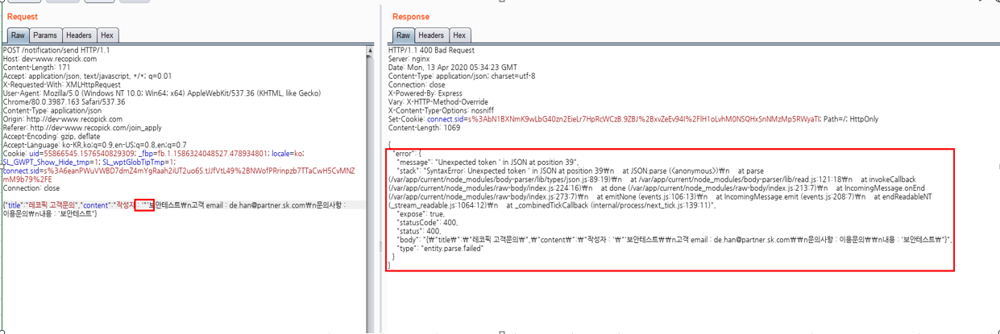 Request
Raw
Params
Headers
Hex
POST /notification/send HTTP/1.1
Host: dev-www.recopick.com
Content-Length: 171
Accept: application/json, text/javascript, */*; q=0.01
X-Requested-With: XMLHttpRequest
User-Agent: Mozilla/5.0 (Windows NT 10.0; Win64; x64) AppleWebKit/537.36 (KHTML, like Gecko)
Chrome/80.0.3987.163 Safari/537.36
Content-Type: application/json
Origin: http://dev-www.recopick.com
Referer: http://dev-www.recopick.com/join_apply
Accept-Encoding: gzip, deflate
Accept-Language: ko-KR,ko;q=0.9,en-US;q=0.8,en;q=0.7
Cookie: uid=55866545.1576540829309; _fbp=fb.1.1586324048527.478934801; locale=ko;
SL_GWPT_Show_Hide_tmp=1; SL_wptGlobTipTmp=1;
connect.sid=s%3A6eanPWuVWBD7dmZ4mYgRaah2iUT2uo6S.tJJfVtL49%2BNWofPRrinpzb7TTaCwH5CvMNZ
mM9b79%2FE
Connection: close
{"title":"레코픽 고객문의","content":"작성자 : '"'보안테스트₩n고객 email : de.han@partner.sk.com₩n문의사항 :
이용문의₩n내용 : '보안테스트"}
Response
Raw
Headers
Hex
HTTP/1.1 400 Bad Request
Server: nginx
Date: Mon, 13 Apr 2020 05:34:23 GMT
Content-Type: application/json; charset=utf-8
Connection: close
X-Powered-By: Express
Vary: X-HTTP-Method-Override
X-Content-Type-Options: nosniff
Set-Cookie: connect.sid=s%3AbN1BXNmK9wLbG40zn2EieLr7HpRcWCzB.9ZBJ%2BxvZeEv94I%2FlH1oLvhM0NSQHxSnNMzMp5RWyaTI; Path=/; HttpOnly
Content-Length: 1069
{
"error": {
"message": "Unexpected token ' in JSON at position 39",
"stack": "SyntaxError: Unexpected token ' in JSON at position 39₩n    at JSON.parse (<anonymous>)₩n    at parse
(/var/app/current/node_modules/body-parser/lib/types/json.js:89:19)₩n    at /var/app/current/node_modules/body-parser/lib/read.js:121:18₩n    at invokeCallback
(/var/app/current/node_modules/raw-body/index.js:224:16)₩n    at done (/var/app/current/node_modules/raw-body/index.js:213:7)₩n    at IncomingMessage.onEnd
(/var/app/current/node_modules/raw-body/index.js:273:7)₩n    at emitNone (events.js:106:13)₩n    at IncomingMessage.emit (events.js:208:7)₩n    at endReadableNT
(_stream_readable.js:1064:12)₩n    at _combinedTickCallback (internal/process/next_tick.js:139:11)",
"expose": true,
"statusCode": 400,
"status": 400,
"body": "{₩"title₩":₩"레코픽 고객문의₩",₩"content₩":₩"작성자 : '₩"'보안테스트₩₩n고객 email : de.han@partner.sk.com₩₩n문의사항 : 이용문의₩₩n내용 : '보안테스트₩"}",
"type": "entity.parse.failed"
}
}